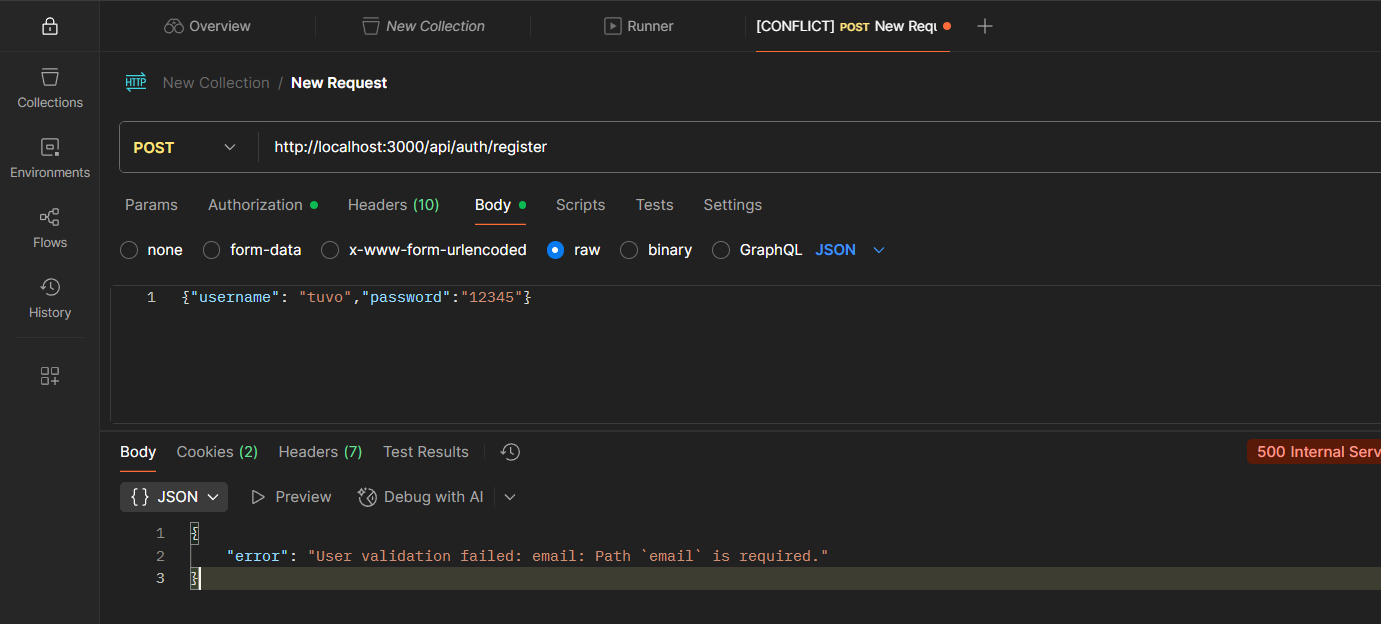 Overview New Collection Runner [CONFLICT] POST New Requ
Collections
Environments
Flows
History
New Collection / New Request
POST http://localhost:3000/api/auth/register
Params Authorization Headers (10) Body Scripts Tests Settings
none form-data x-www-form-urlencoded raw binary GraphQL JSON
1 {"username": "tuvo","password":"12345"}
Body Cookies (2) Headers (7) Test Results 500 Internal Serv
{} JSON Preview Debug with AI
1 {
2 "error": "User validation failed: email: Path `email` is required."
3 }